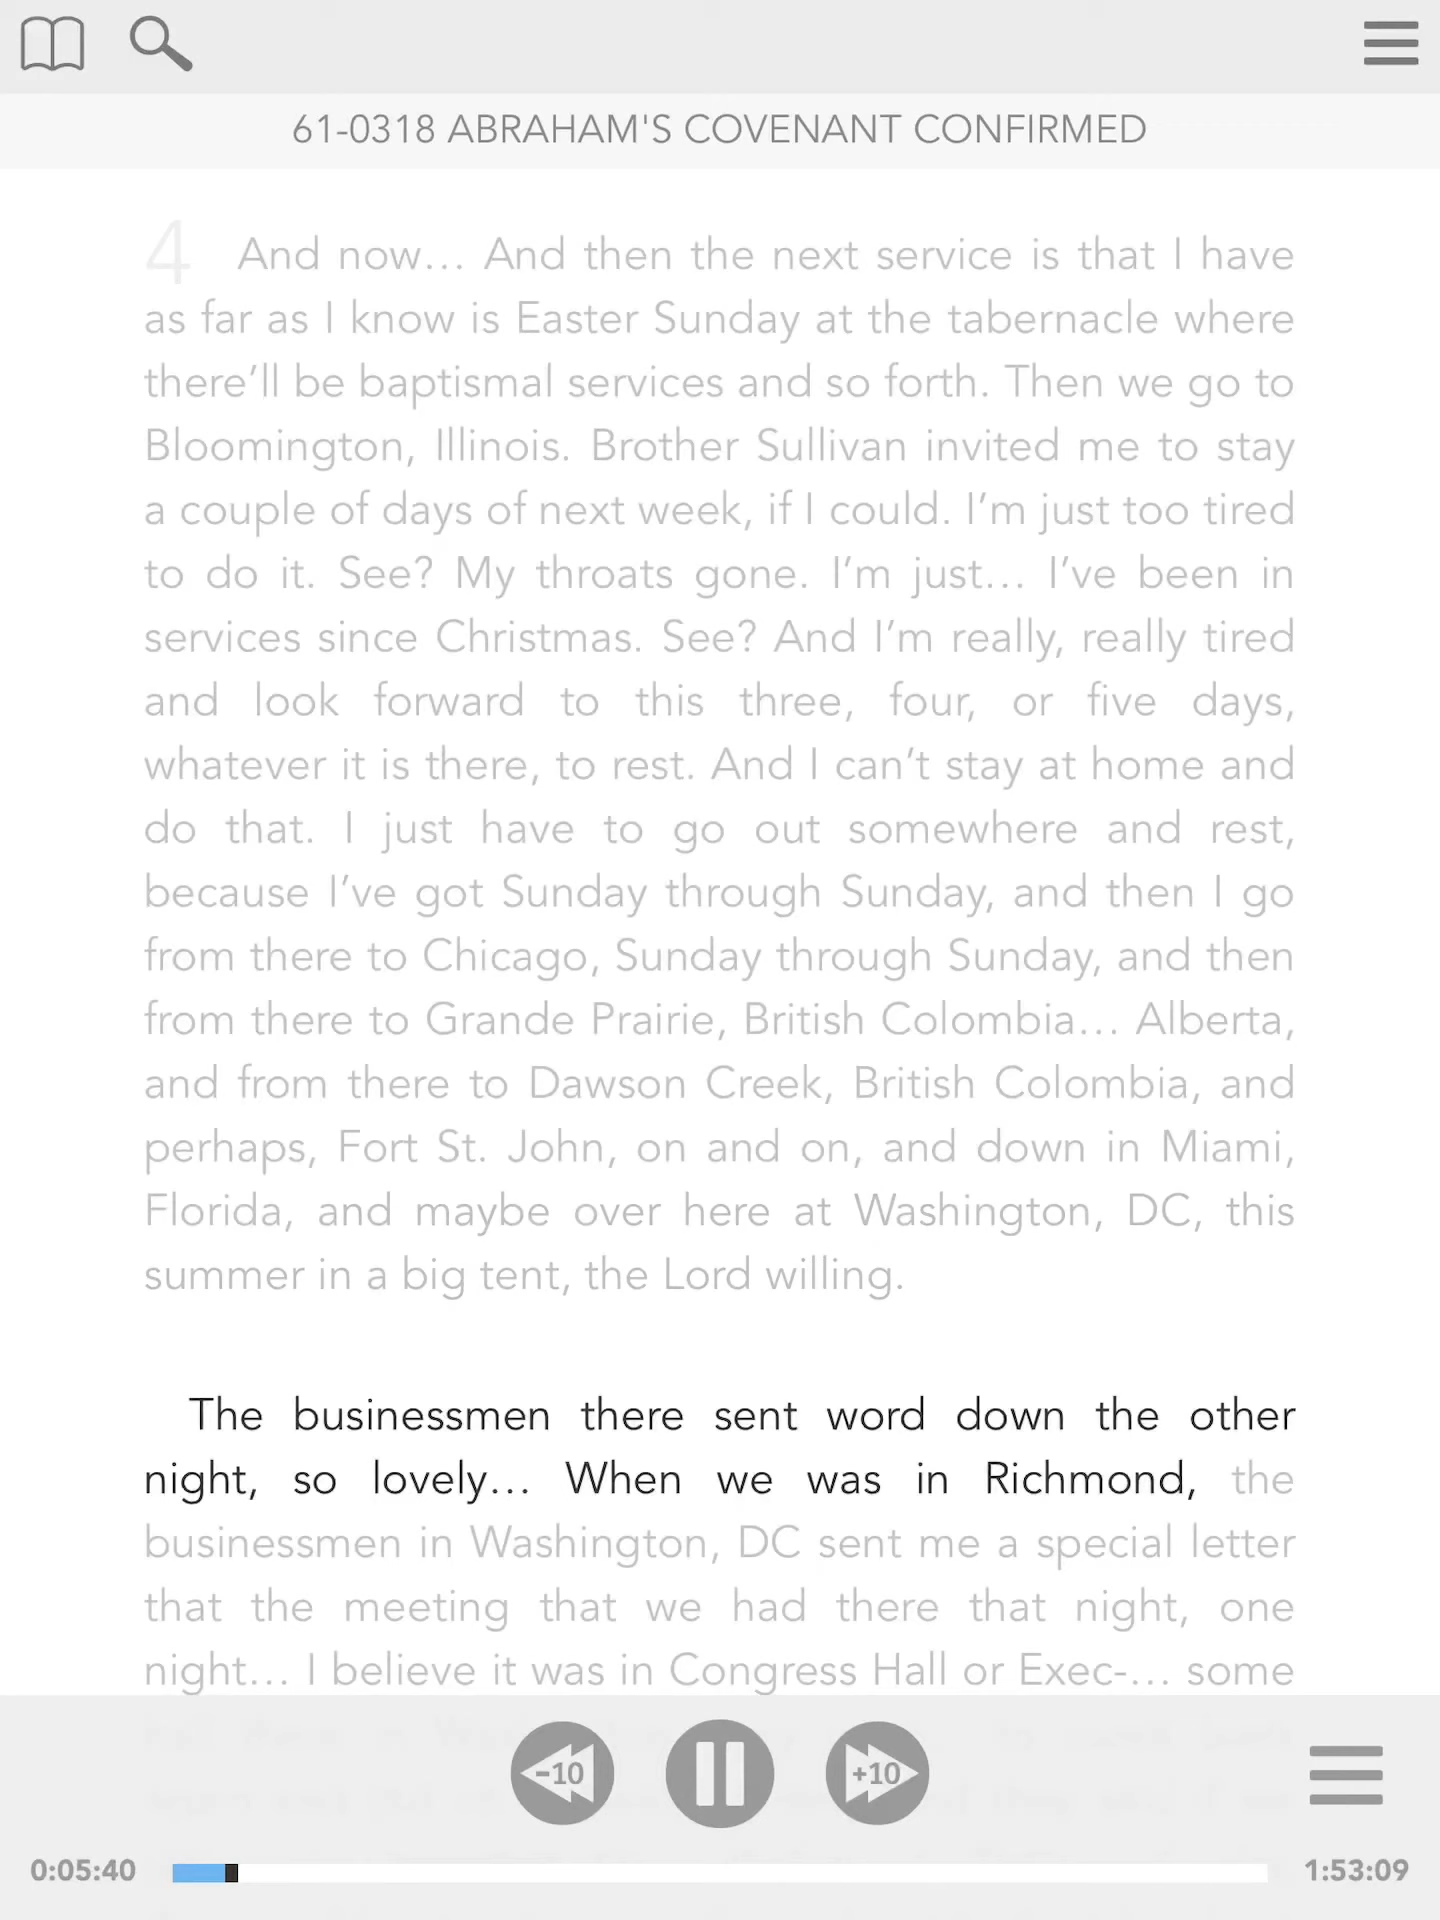 61-0318 ABRAHAM'S COVENANT CONFIRMED
4 And now… And then the next service is that I have
as far as I know is Easter Sunday at the tabernacle where
there’ll be baptismal services and so forth. Then we go to
Bloomington, Illinois. Brother Sullivan invited me to stay
a couple of days of next week, if I could. I’m just too tired
to do it. See? My throats gone. I’m just… I’ve been in
services since Christmas. See? And I’m really, really tired
and look forward to this three, four, or five days,
whatever it is there, to rest. And I can’t stay at home and
do that. I just have to go out somewhere and rest,
because I’ve got Sunday through Sunday, and then I go
from there to Chicago, Sunday through Sunday, and then
from there to Grande Prairie, British Colombia… Alberta,
and from there to Dawson Creek, British Colombia, and
perhaps, Fort St. John, on and on, and down in Miami,
Florida, and maybe over here at Washington, DC, this
summer in a big tent, the Lord willing.
The businessmen there sent word down the other
night, so lovely… When we was in Richmond, the
businessmen in Washington, DC sent me a special letter
that the meeting that we had there that night, one
night… I believe it was in Congress Hall or Exec-… some
-10 +10
0:05:40 1:53:09